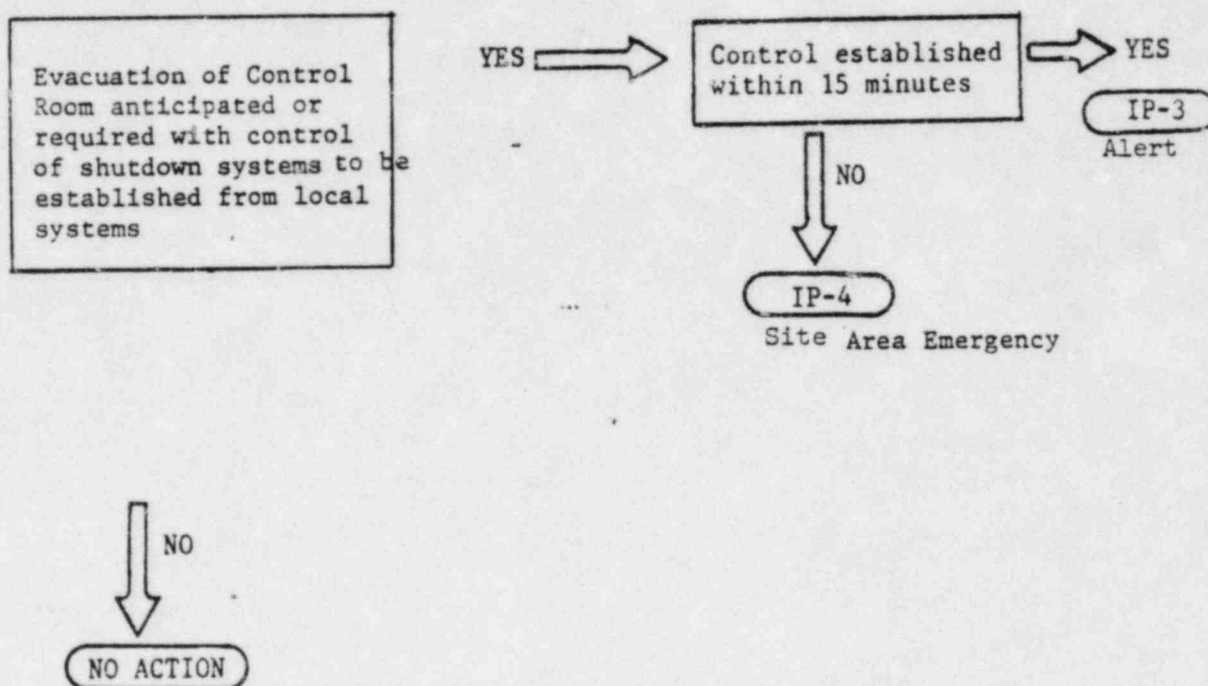 Evacuation of Control
Room anticipated or
required with control
of shutdown systems to be
established from local
systems
YES
Control established
within 15 minutes
YES
IP-3
Alert
NO
IP-4
Site Area Emergency
NO
NO ACTION